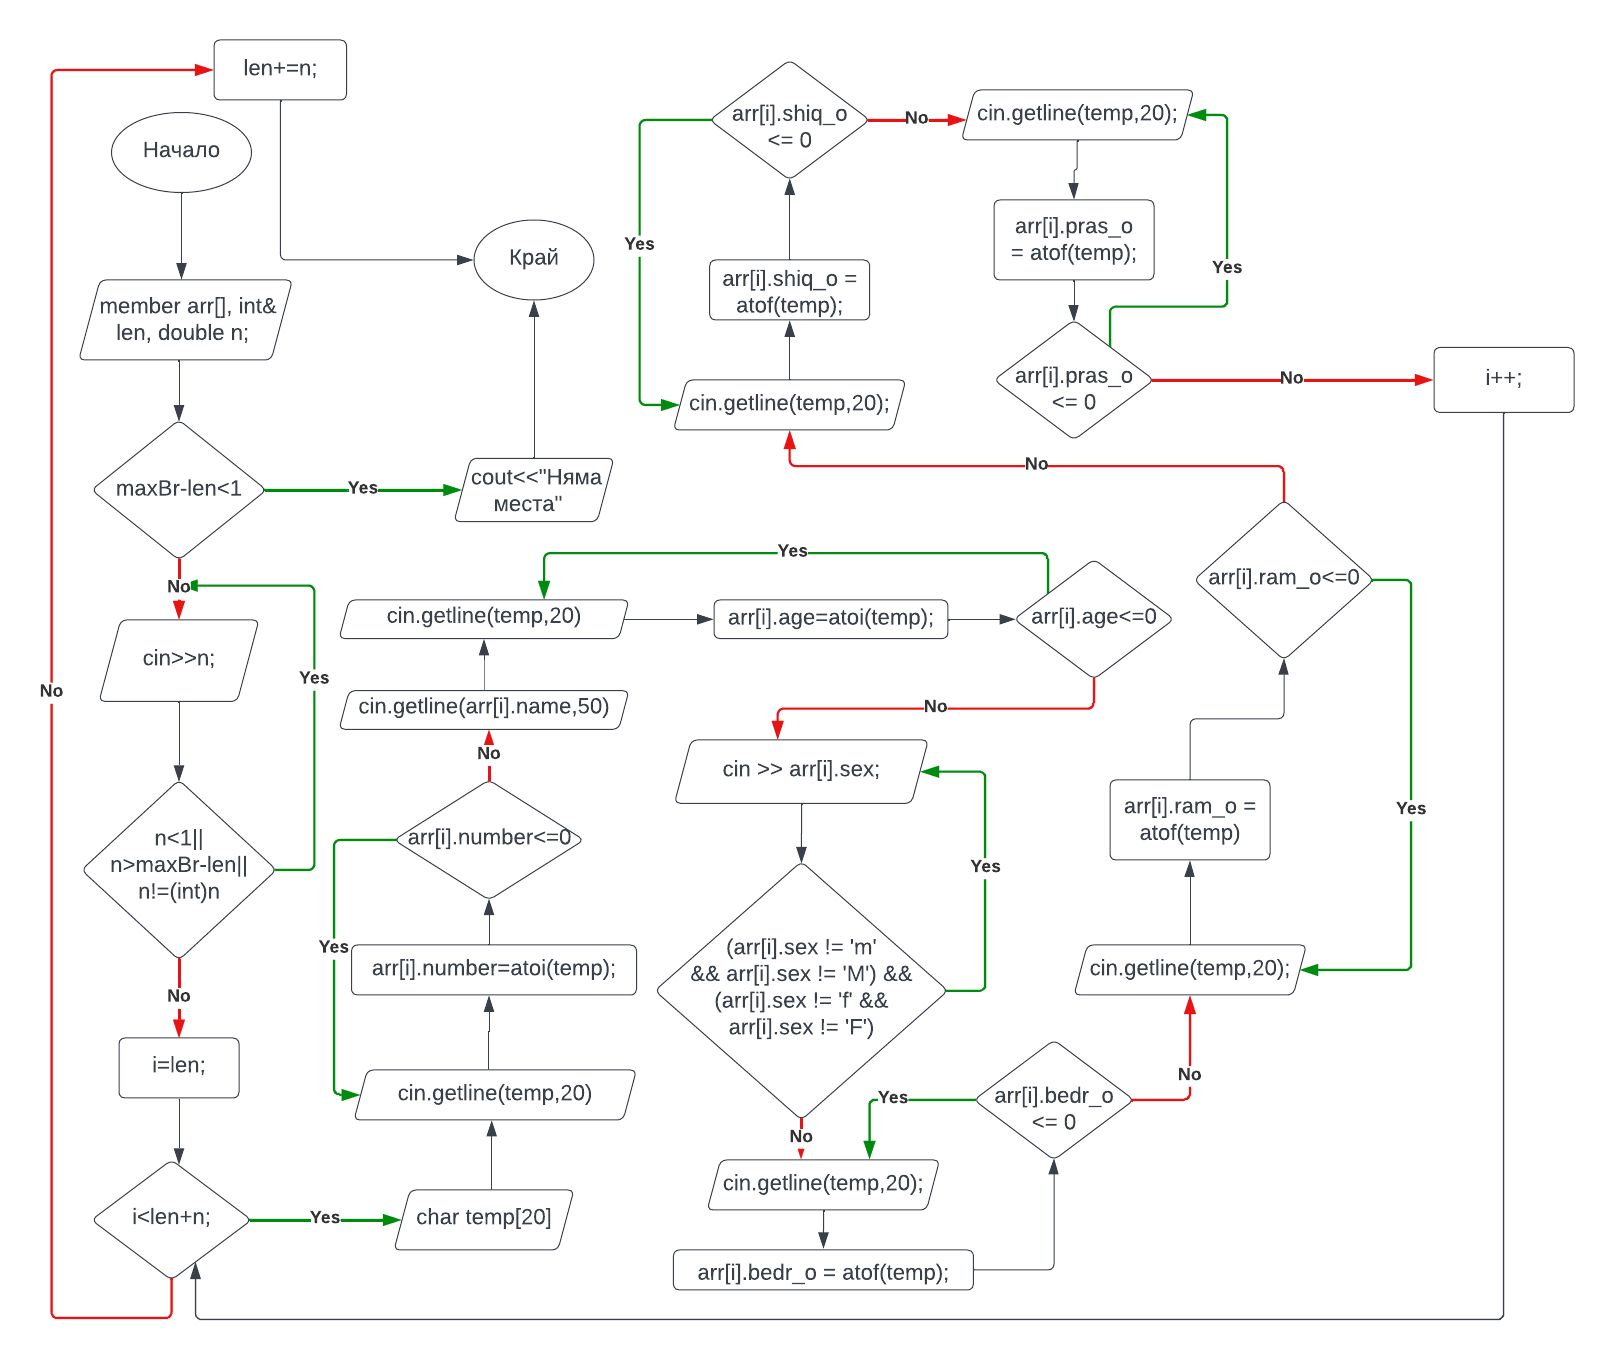 len+=n;
Начало
member arr[], int&
len, double n;
maxBr-len<1
Yes
cout<<"Няма
места"
Край
No
cin>>n;
n<1||
n>maxBr-len||
n!=(int)n
Yes
No
i=len;
i<len+n;
No
Yes
char temp[20]
cin.getline(temp,20)
arr[i].number=atoi(temp);
arr[i].number<=0
Yes
No
cin.getline(arr[i].name,50)
cin.getline(temp,20)
arr[i].age=atoi(temp);
arr[i].age<=0
Yes
No
cin >> arr[i].sex;
(arr[i].sex != 'm'
&& arr[i].sex != 'M') &&
(arr[i].sex != 'f' &&
arr[i].sex != 'F')
Yes
No
cin.getline(temp,20);
arr[i].bedr_o = atof(temp);
arr[i].bedr_o
<= 0
Yes
No
cin.getline(temp,20);
arr[i].ram_o =
atof(temp)
arr[i].ram_o<=0
Yes
No
cin.getline(temp,20);
arr[i].shiq_o =
atof(temp);
arr[i].shiq_o
<= 0
Yes
No
cin.getline(temp,20);
arr[i].pras_o
= atof(temp);
arr[i].pras_o
<= 0
Yes
No
i++;